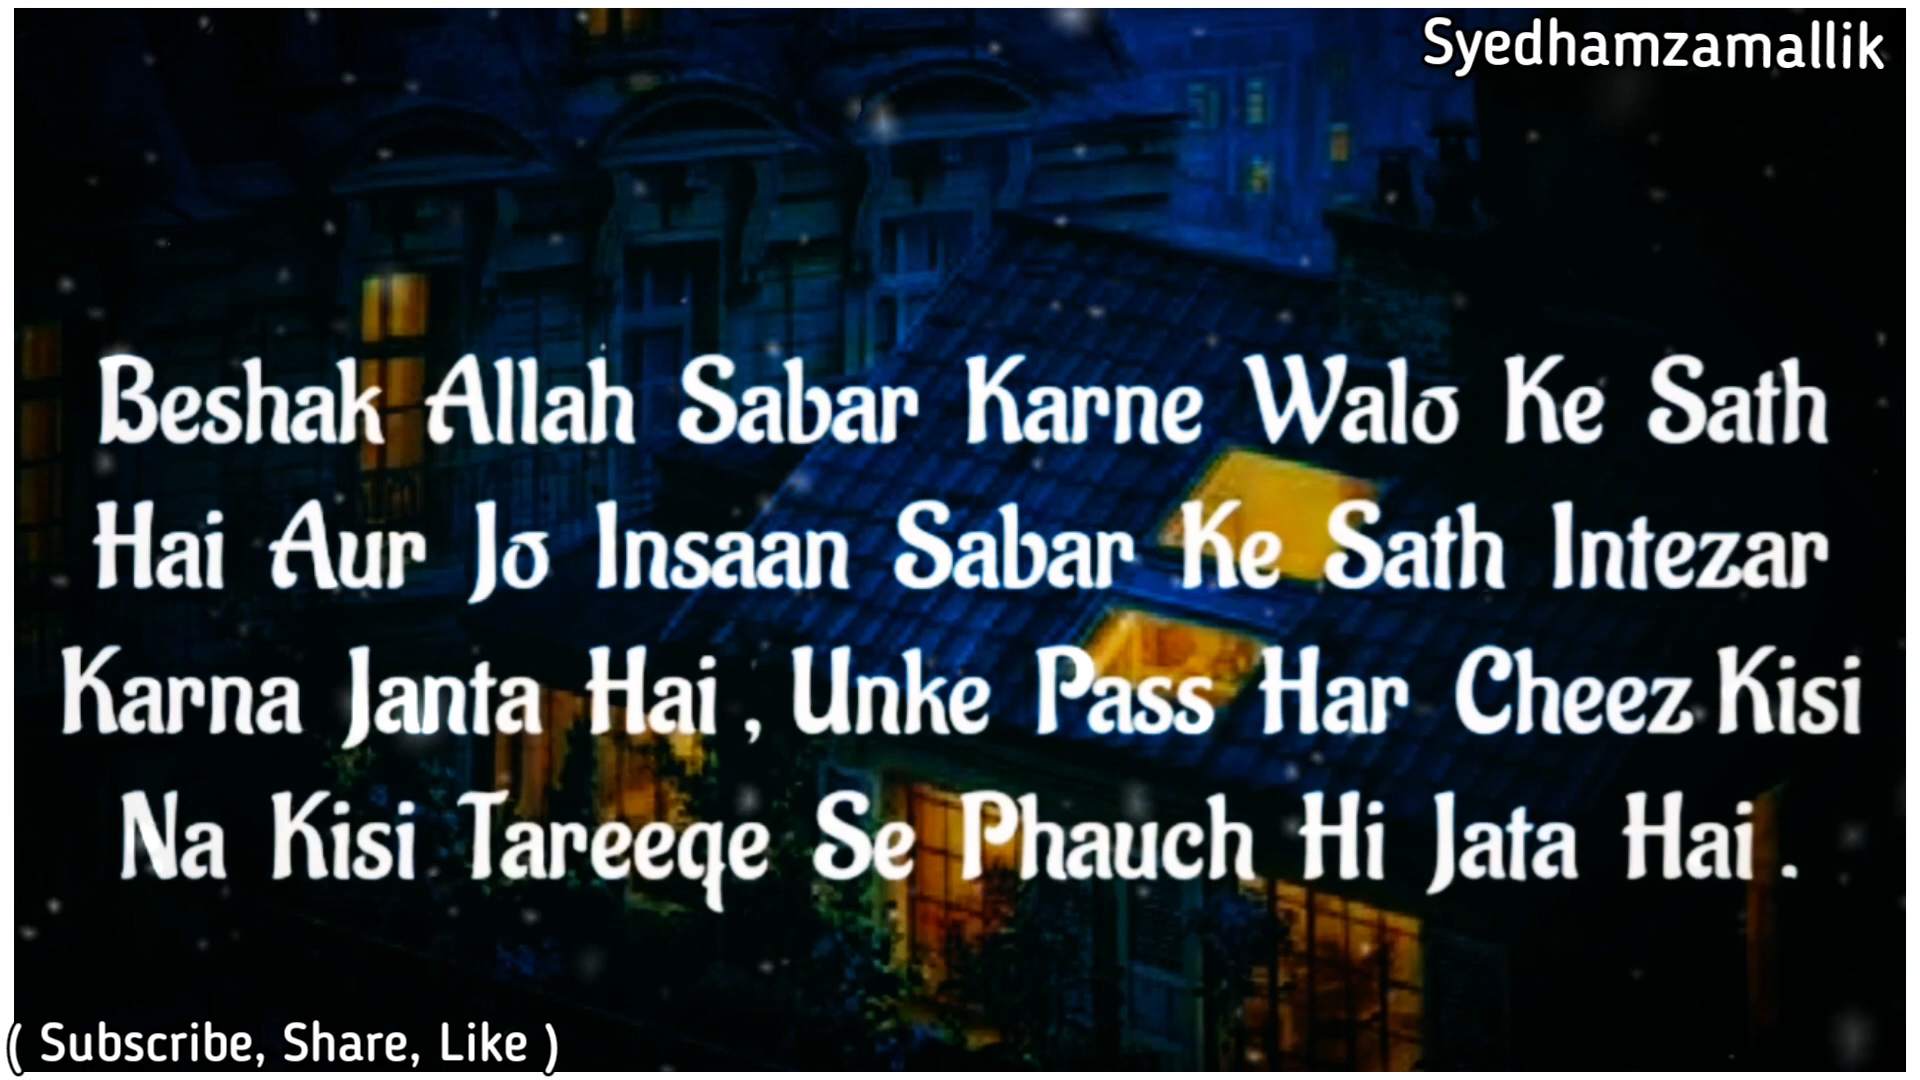 Syedhamzamallik
Beshak Allah Sabar Karne Walo Ke Sath
Hai Aur Jo Insaan Sabar Ke Sath Intezar
Karna Janta Hai , Unke Pass Har Cheez Kisi
Na Kisi Tareeqe Se Phauch Hi Jata Hai .
( Subscribe, Share, Like )